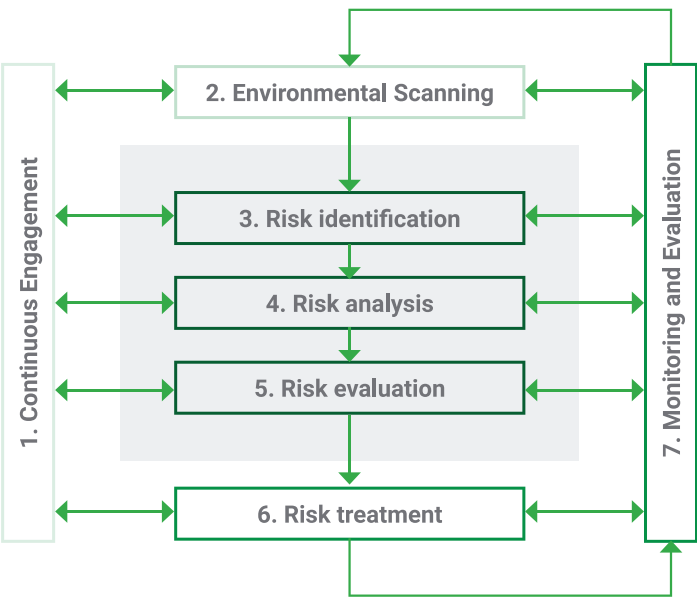 1. Continuous Engagement
2. Environmental Scanning
3. Risk identification
4. Risk analysis
5. Risk evaluation
6. Risk treatment
7. Monitoring and Evaluation